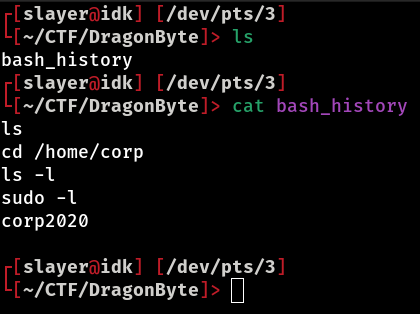 ┌[slayer@idk] [/dev/pts/3]
└[~/CTF/DragonByte]> ls
bash_history
┌[slayer@idk] [/dev/pts/3]
└[~/CTF/DragonByte]> cat bash_history
ls
cd /home/corp
ls -l
sudo -l
corp2020
┌[slayer@idk] [/dev/pts/3]
└[~/CTF/DragonByte]>